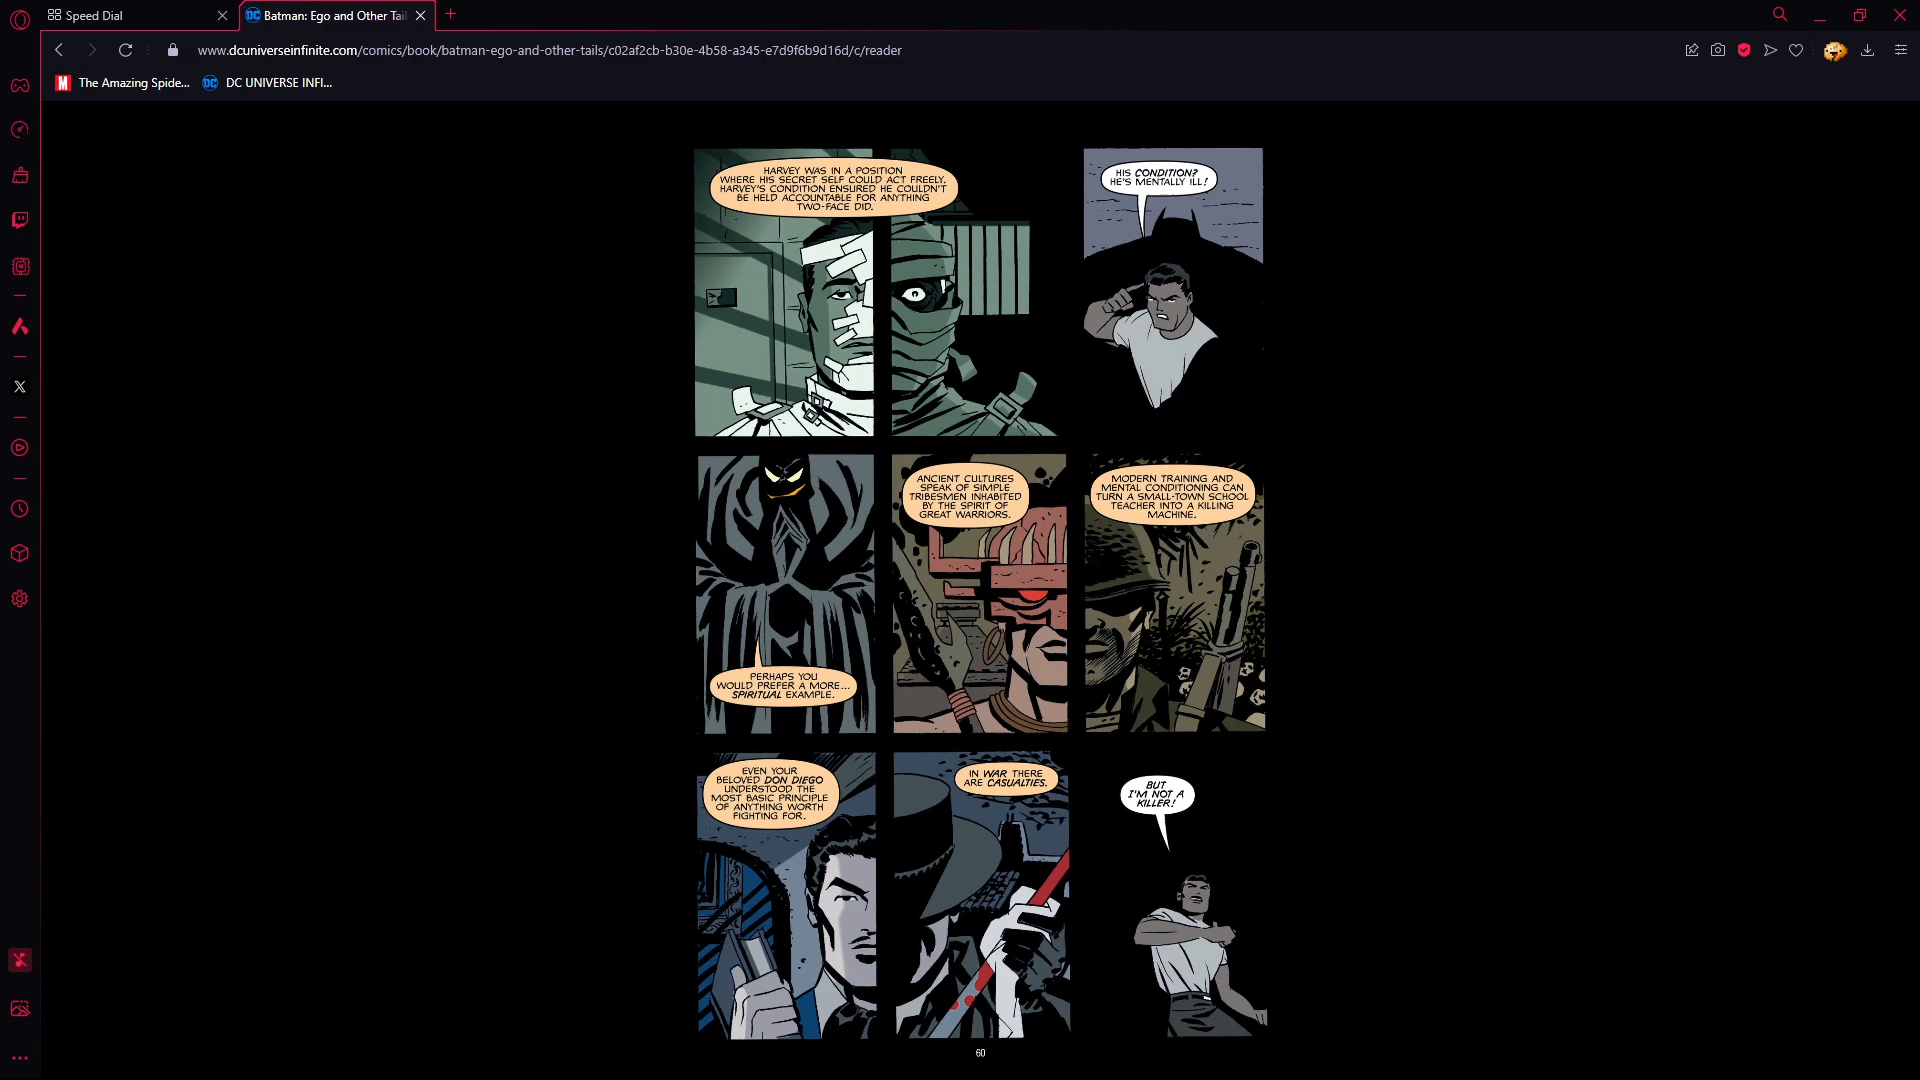 Speed Dial
Batman: Ego and Other Tail
www.dcuniverseinfinite.com/comics/book/batman-ego-and-other-tails/c02af2cb-b30e-4b58-a345-e7d9f6b9d16d/c/reader
The Amazing Spide...
DC UNIVERSE INFI...
HARVEY WAS IN A POSITION
WHERE HIS SECRET SELF COULD ACT FREELY.
HARVEY'S CONDITION ENSURED HE COULDN'T
BE HELD ACCOUNTABLE FOR ANYTHING
TWO-FACE DID.
HIS CONDITION?
HE'S MENTALLY ILL!
PERHAPS YOU
WOULD PREFER A MORE...
SPIRITUAL EXAMPLE.
ANCIENT CULTURES
SPEAK OF SIMPLE
TRIBESMEN INHABITED
BY THE SPIRIT OF
GREAT WARRIORS.
MODERN TRAINING AND
MENTAL CONDITIONING CAN
TURN A SMALL-TOWN SCHOOL
TEACHER INTO A KILLING
MACHINE.
EVEN YOUR
BELOVED DON DIEGO
UNDERSTOOD THE
MOST BASIC PRINCIPLE
OF ANYTHING WORTH
FIGHTING FOR.
IN WAR THERE
ARE CASUALTIES.
BUT
I'M NOT A
KILLER!
60